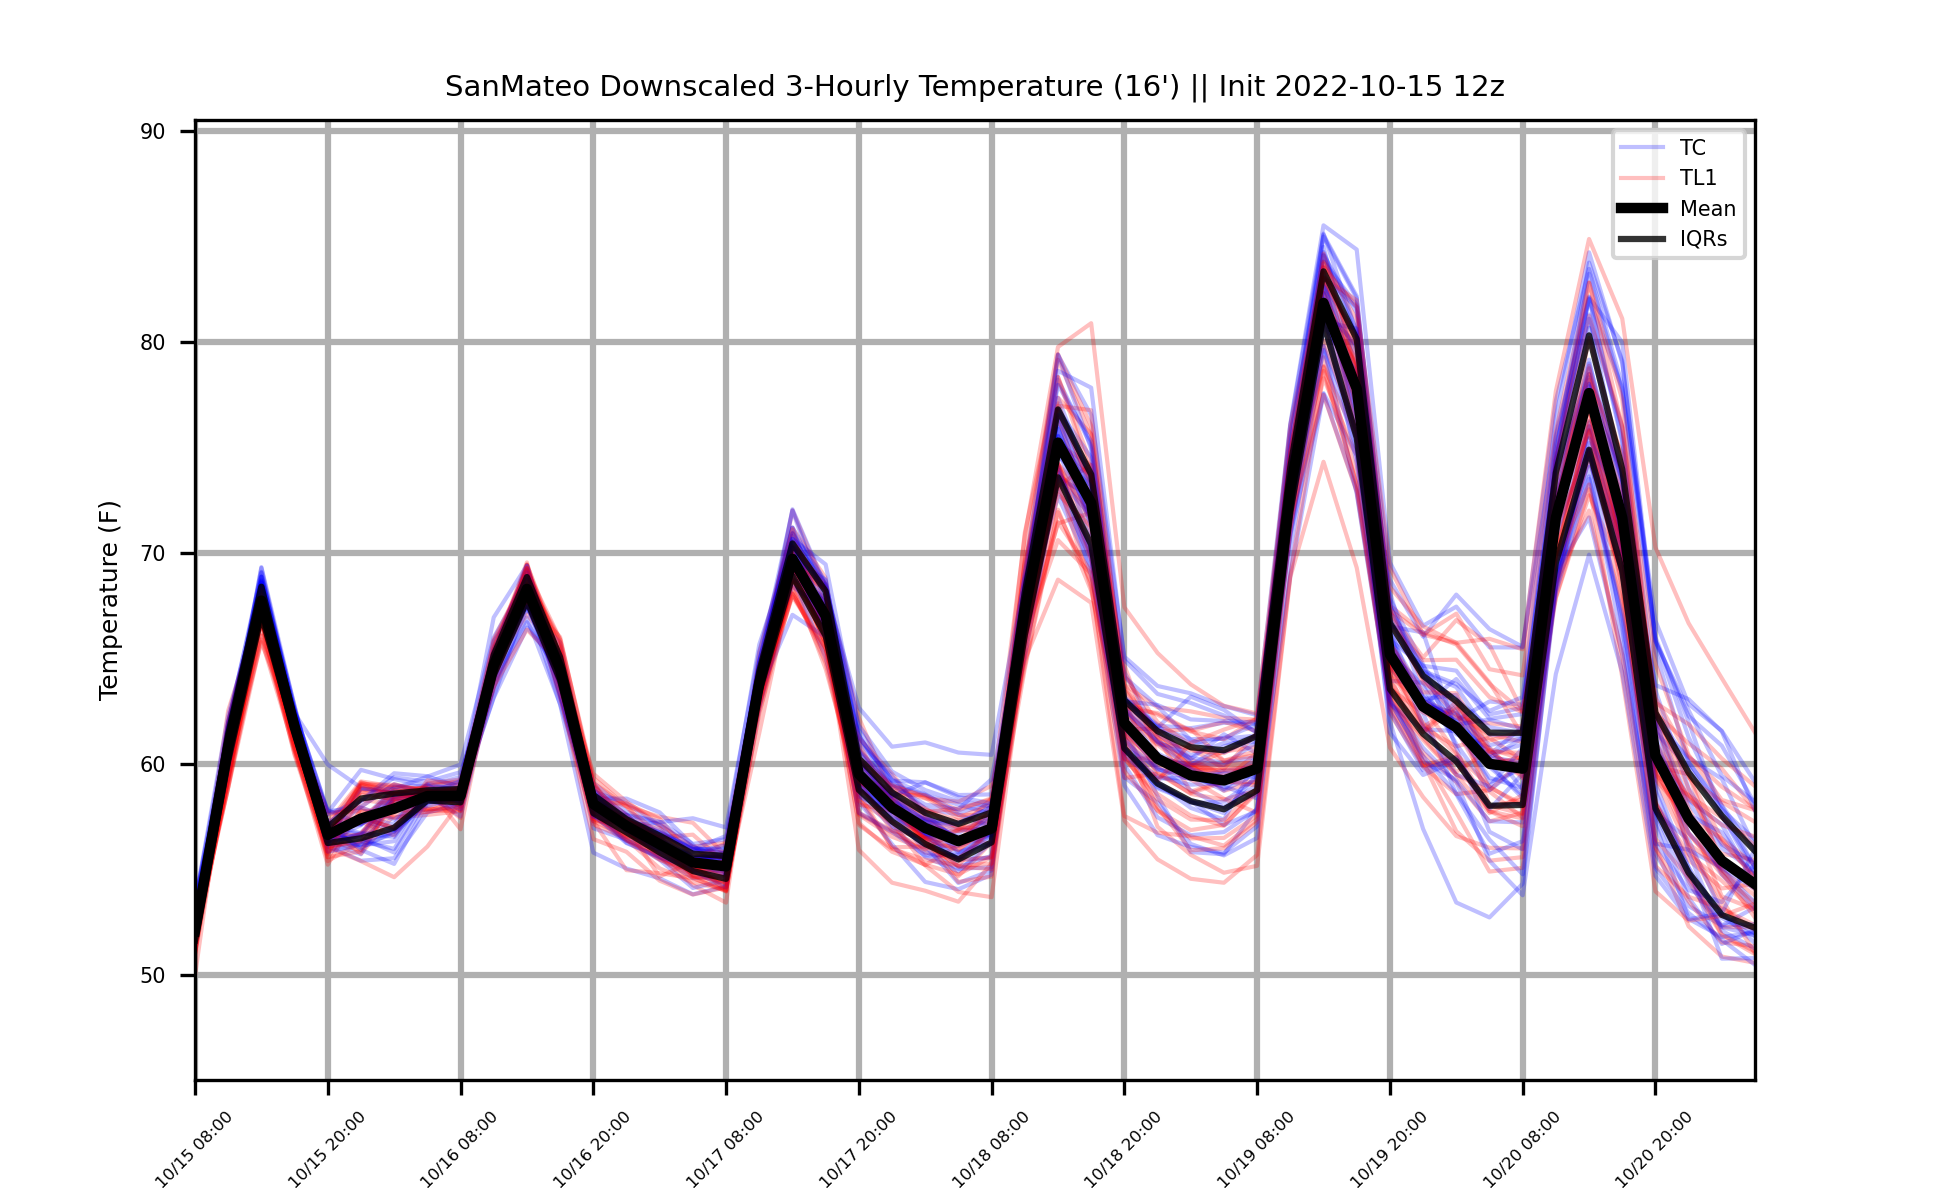 SanMateo Downscaled 3-Hourly Temperature (16') || Init 2022-10-15 12z
90
80
70
60
50
Temperature (F)
TC
TL1
Mean
IQRs
10/15 08:00
10/15 20:00
10/16 08:00
10/16 20:00
10/17 08:00
10/17 20:00
10/18 08:00
10/18 20:00
10/19 08:00
10/19 20:00
10/20 08:00
10/20 20:00